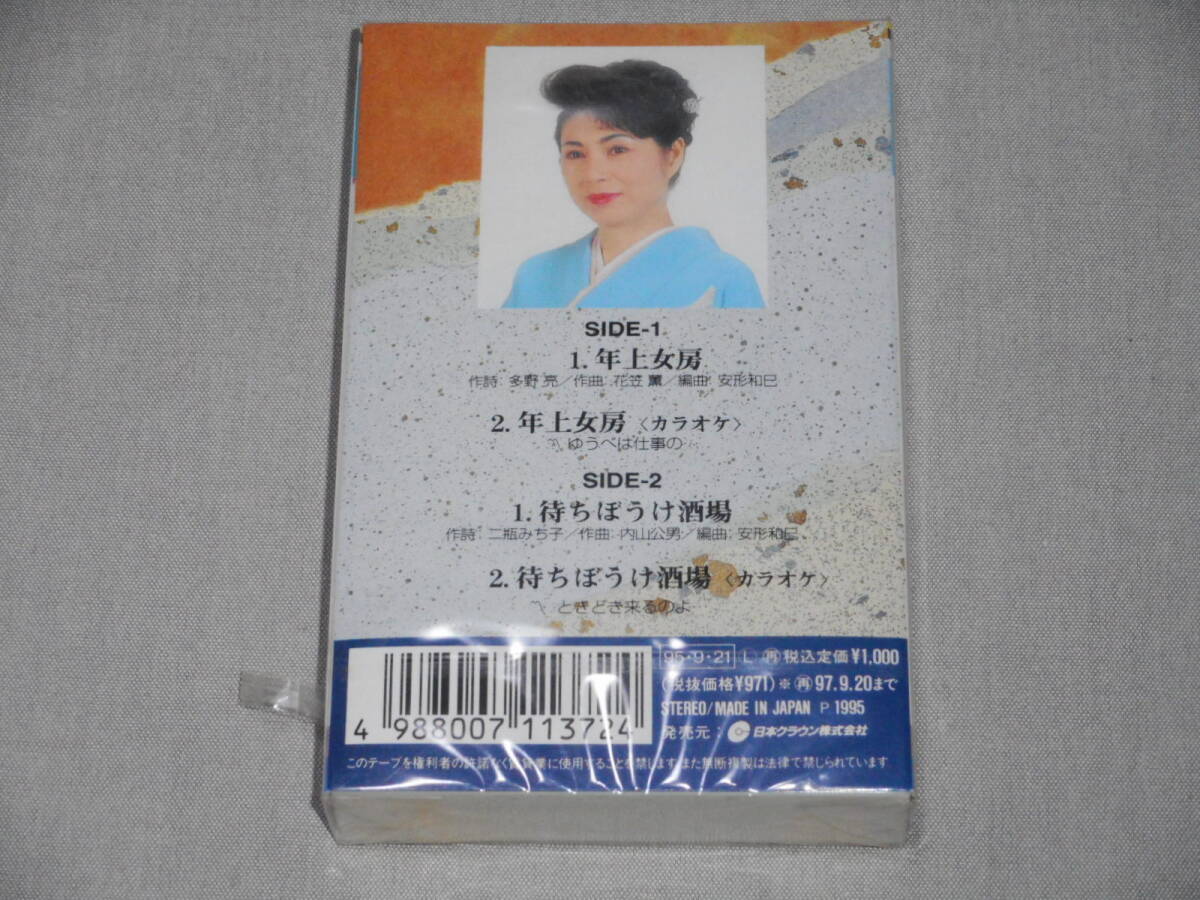 SIDE-1
1. 年上女房
作詩: 多野 亮／作曲: 花笠 薫／編曲: 安形和巳
2. 年上女房〈カラオケ〉
〽 ゆうべは仕事の
SIDE-2
1. 待ちぼうけ酒場
作詩: 二瓶みち子／作曲: 内山公男／編曲: 安形和巳
2. 待ちぼうけ酒場〈カラオケ〉
〽 ときどき来るのよ
95・9・21 Ⓛ ㊢税込定価¥1,000
(税抜価格¥971)※ ㊢97.9.20まで
STEREO/MADE IN JAPAN P 1995
発売元: 日本クラウン株式会社
4 988007 113724
このテープを権利者の許諾なく賃貸業に使用することを禁じます。また無断複製は法律で禁じられています